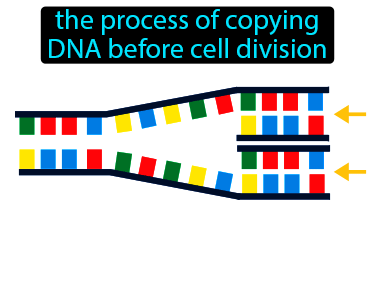 the process of copying
DNA before cell division